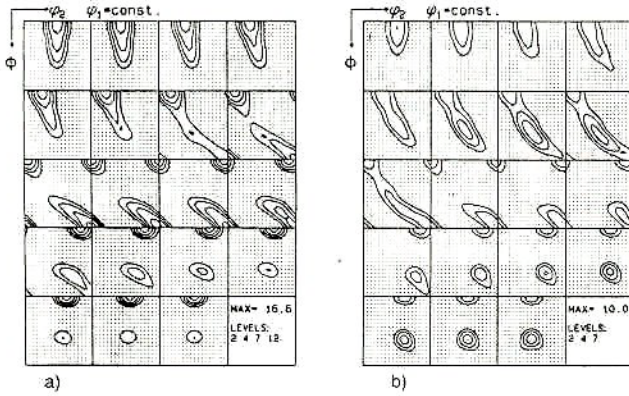 φ₂ φ₁=const.
Φ
MAX= 16.6
LEVELS:
2 4 7 12
a)
φ₂ φ₁=const.
Φ
MAX= 10.0
LEVELS:
2 4 7
b)